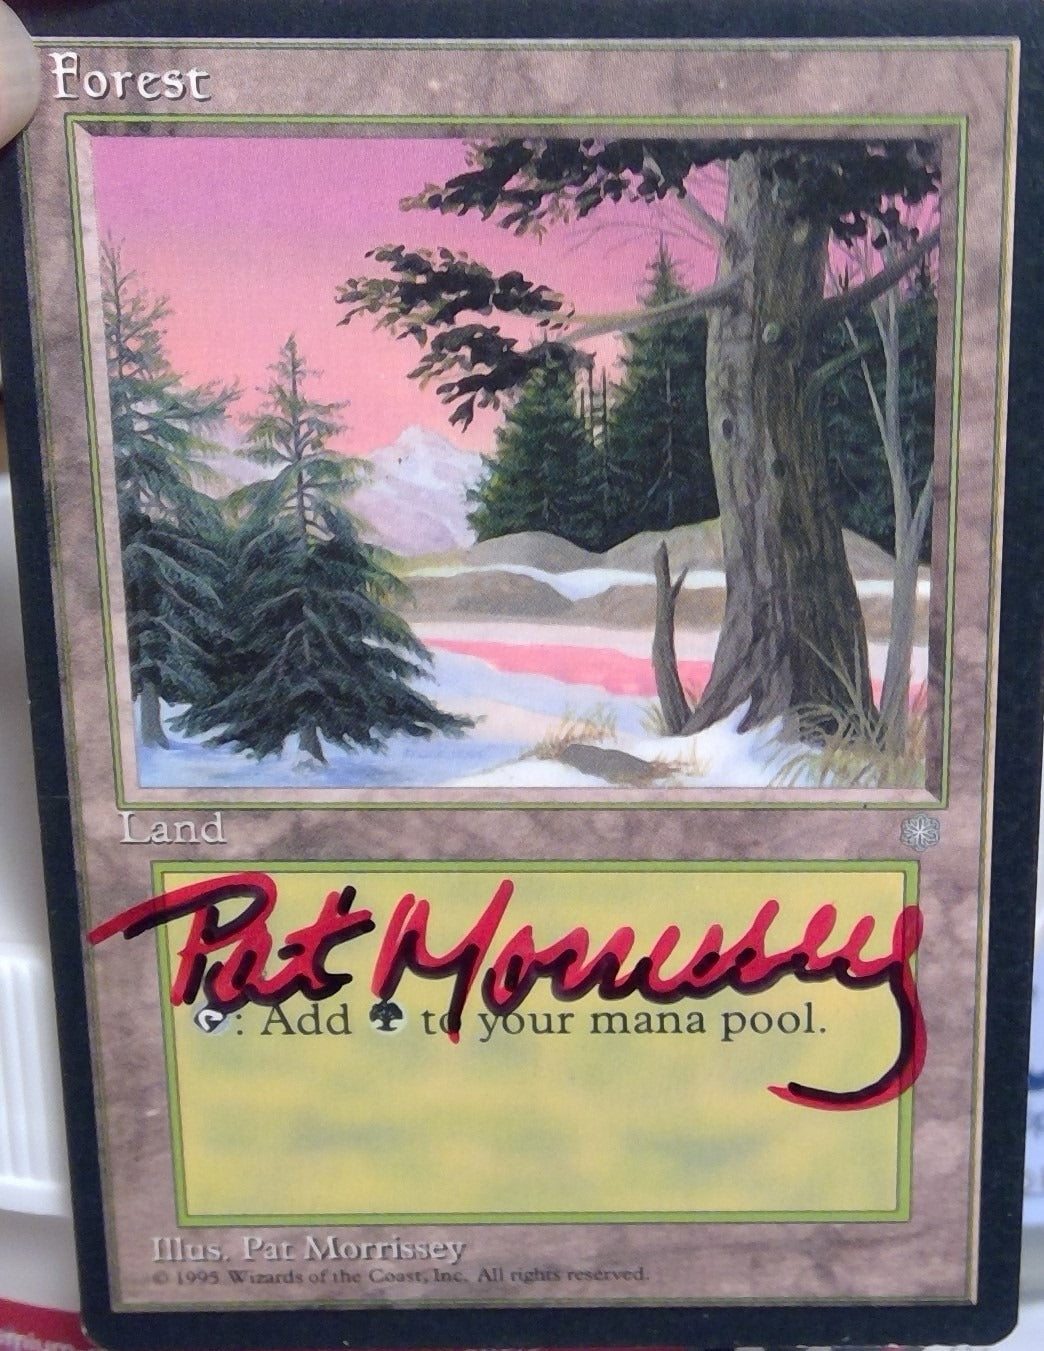 Forest
Land
Pat Morrissey
: Add to your mana pool.
Illus. Pat Morrissey
© 1995 Wizards of the Coast, Inc. All rights reserved.